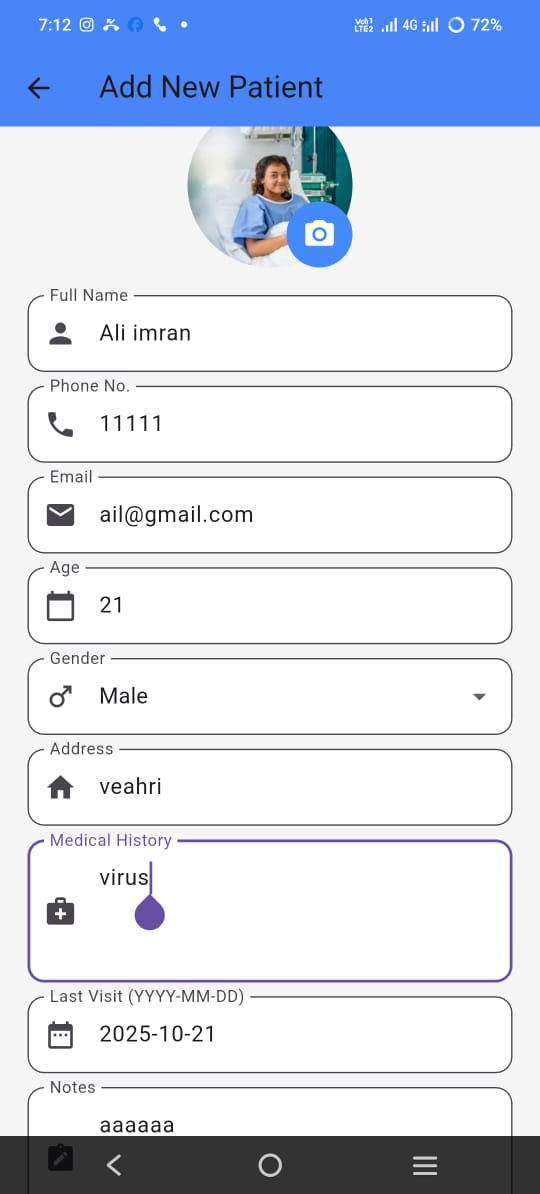 7:12
Vo))1
LTE2
4G
72%
Add New Patient
Full Name
Ali imran
Phone No.
11111
Email
ail@gmail.com
Age
21
Gender
Male
Address
veahri
Medical History
virus
Last Visit (YYYY-MM-DD)
2025-10-21
Notes
aaaaaa